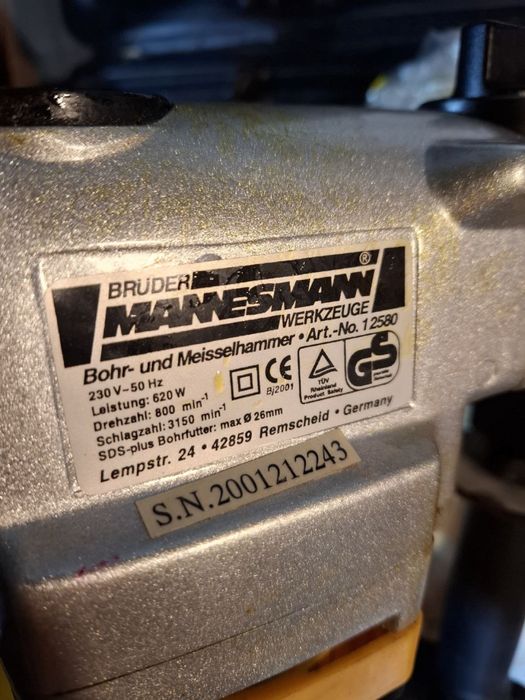 BRÜDER
MANNESMANN®
WERKZEUGE
Bohr- und Meisselhammer • Art.-No. 12580
230 V~50 Hz
Leistung: 620 W
Drehzahl: 800 min-1
Schlagzahl: 3150 min-1
SDS-plus Bohrfutter: max Ø 26mm
CE
Bj2001
TÜV
Rheinland
Product Safety
GS
Lempstr. 24 • 42859 Remscheid • Germany
S.N.2001212243